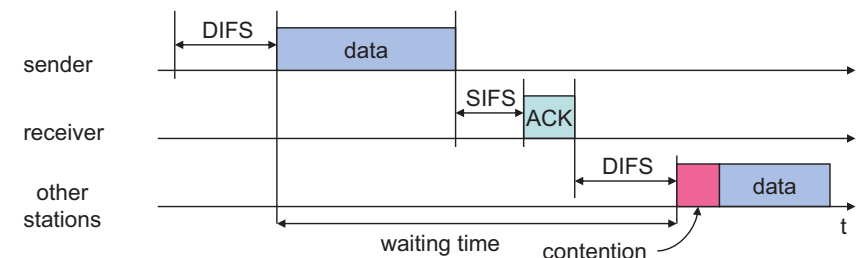 DIFS
data
sender
SIFS
ACK
receiver
DIFS
data
other
stations
t
waiting time
contention